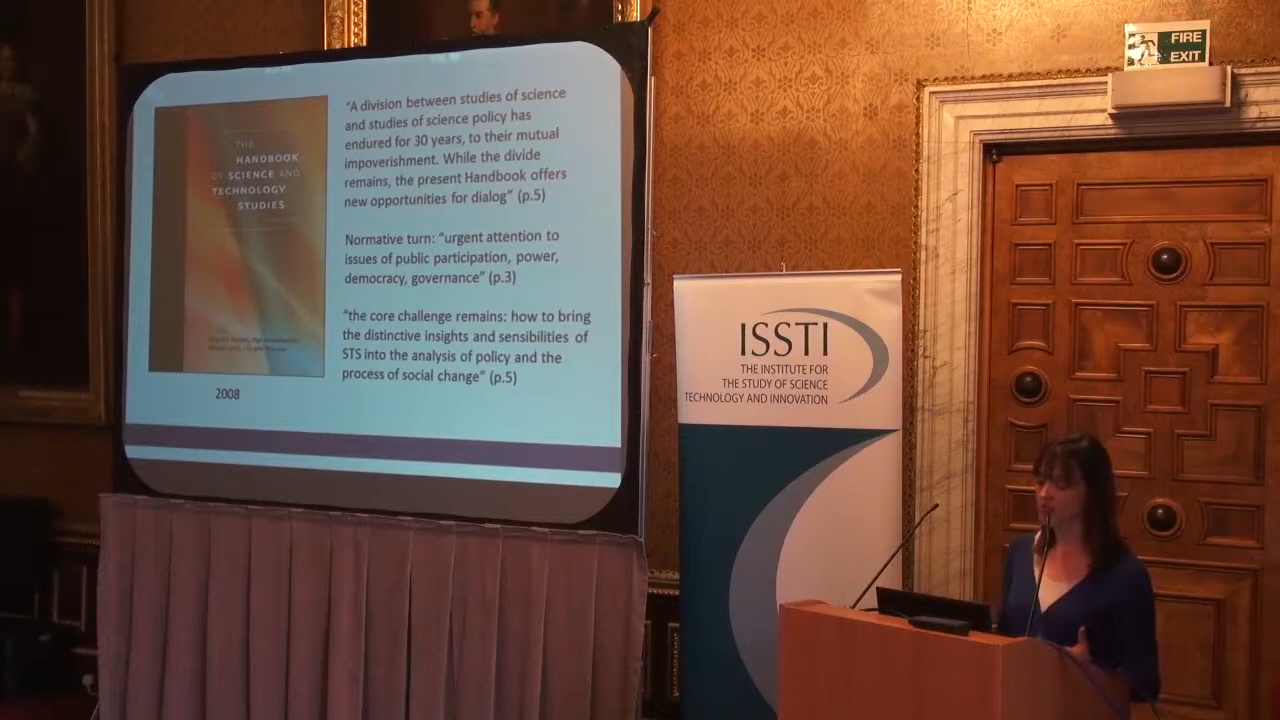 THE
HANDBOOK
OF SCIENCE AND
TECHNOLOGY
STUDIES
2008
“A division between studies of science
and studies of science policy has
endured for 30 years, to their mutual
impoverishment. While the divide
remains, the present Handbook offers
new opportunities for dialog” (p.5)
Normative turn: “urgent attention to
issues of public participation, power,
democracy, governance” (p.3)
“the core challenge remains: how to bring
the distinctive insights and sensibilities of
STS into the analysis of policy and the
process of social change” (p.5)
ISSTI
THE INSTITUTE FOR
THE STUDY OF SCIENCE
TECHNOLOGY AND INNOVATION
FIRE
EXIT